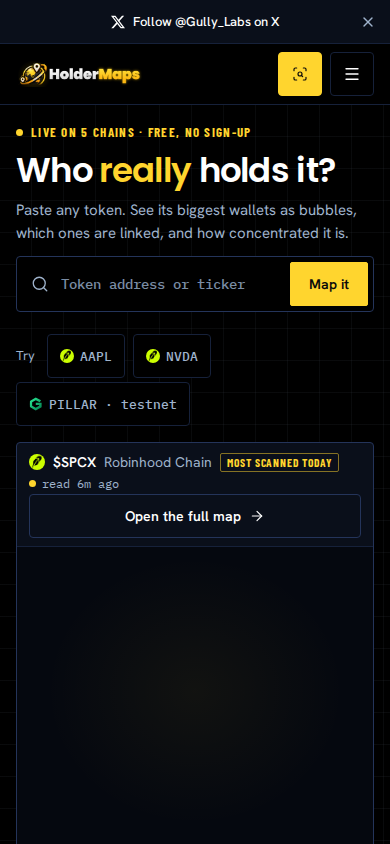 Follow @Gully_Labs on X
HolderMaps
LIVE ON 5 CHAINS · FREE, NO SIGN-UP
Who really holds it?
Paste any token. See its biggest wallets as bubbles,
which ones are linked, and how concentrated it is.
Token address or ticker
Map it
Try
AAPL
NVDA
PILLAR · testnet
$SPCX Robinhood Chain MOST SCANNED TODAY
read 6m ago
Open the full map →